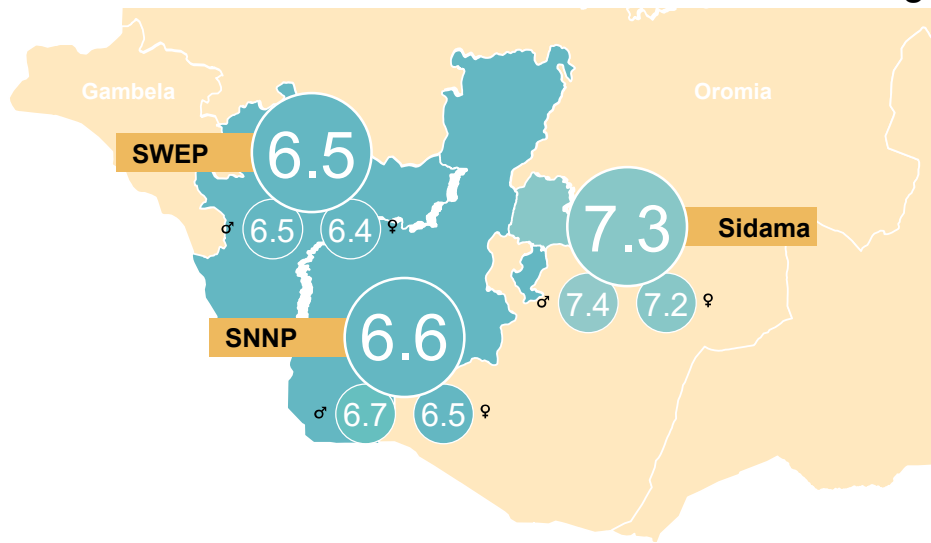 Gambela
Oromia
SWEP
6.5
♂ 6.5 6.4 ♀
7.3
Sidama
♂ 7.4 7.2 ♀
SNNP
6.6
♂ 6.7 6.5 ♀